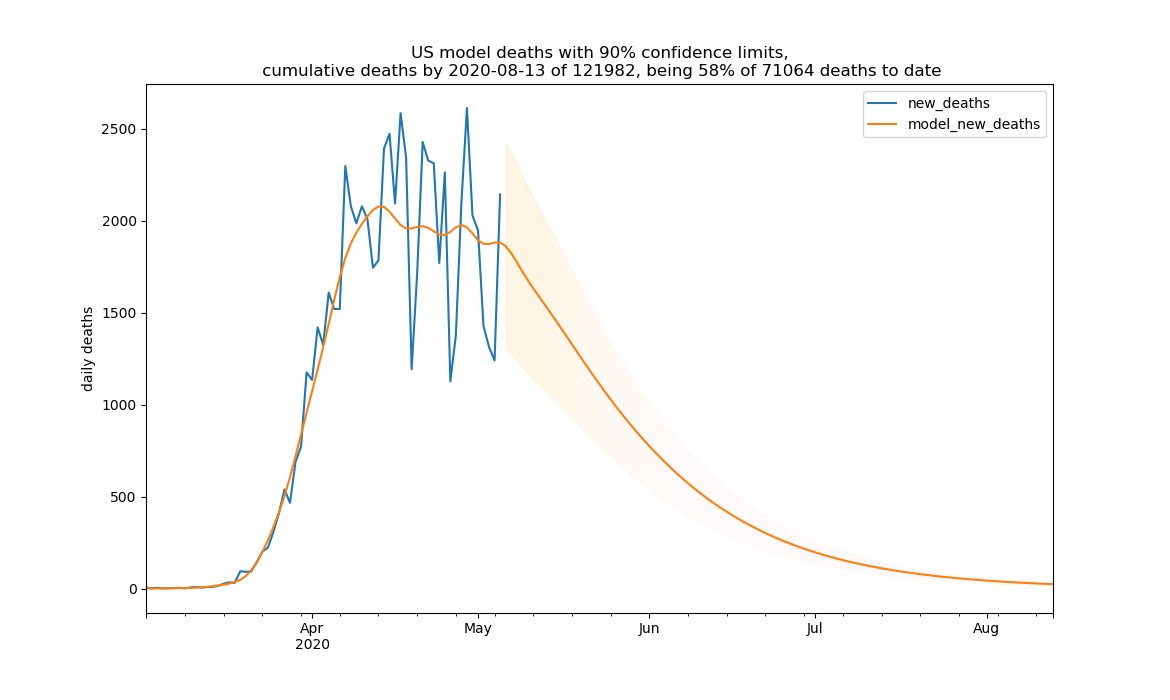 US model deaths with 90% confidence limits,
cumulative deaths by 2020-08-13 of 121982, being 58% of 71064 deaths to date
new_deaths
model_new_deaths
2500
2000
1500
1000
500
0
daily deaths
Apr
2020
May
Jun
Jul
Aug